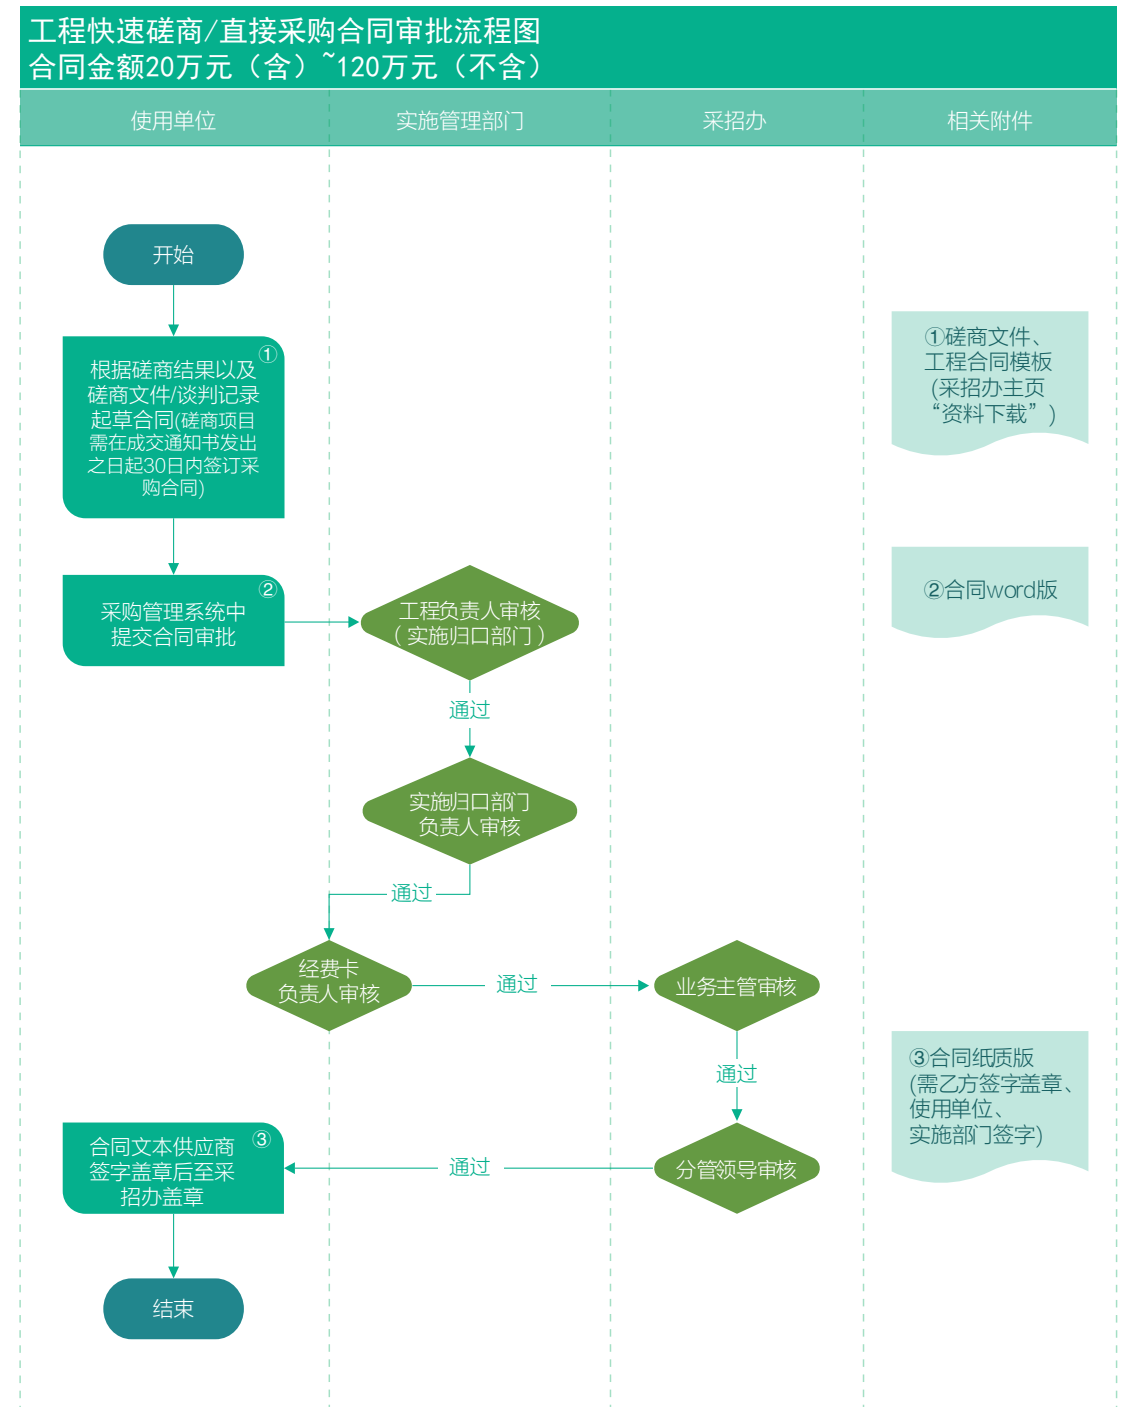 工程快速磋商/直接采购合同审批流程图
合同金额20万元（含）~120万元（不含）
使用单位
实施管理部门
采招办
相关附件
开始
①
根据磋商结果以及
磋商文件/谈判记录
起草合同(磋商项目
需在成交通知书发出
之日起30日内签订采
购合同)
①磋商文件、
工程合同模板
(采招办主页
“资料下载”)
②
采购管理系统中
提交合同审批
工程负责人审核
（实施归口部门）
②合同word版
通过
实施归口部门
负责人审核
通过
经费卡
负责人审核
通过
业务主管审核
通过
③合同纸质版
(需乙方签字盖章、
使用单位、
实施部门签字)
③
合同文本供应商
签字盖章后至采
招办盖章
通过
分管领导审核
结束